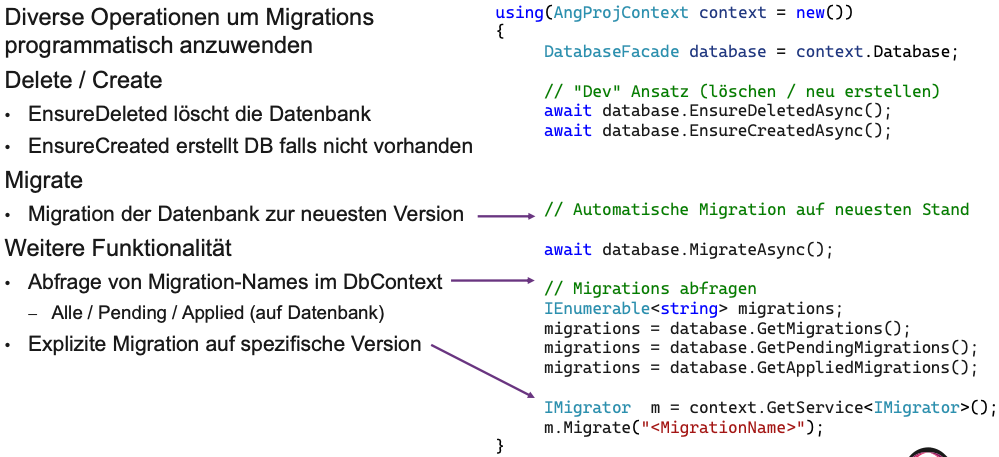 Diverse Operationen um Migrations
programmatisch anzuwenden
Delete / Create
• EnsureDeleted löscht die Datenbank
• EnsureCreated erstellt DB falls nicht vorhanden
Migrate
• Migration der Datenbank zur neuesten Version
Weitere Funktionalität
• Abfrage von Migration-Names im DbContext
– Alle / Pending / Applied (auf Datenbank)
• Explizite Migration auf spezifische Version
using(AngProjContext context = new())
{
DatabaseFacade database = context.Database;
// "Dev" Ansatz (löschen / neu erstellen)
await database.EnsureDeletedAsync();
await database.EnsureCreatedAsync();
// Automatische Migration auf neuesten Stand
await database.MigrateAsync();
// Migrations abfragen
IEnumerable<string> migrations;
migrations = database.GetMigrations();
migrations = database.GetPendingMigrations();
migrations = database.GetAppliedMigrations();
IMigrator  m = context.GetService<IMigrator>();
m.Migrate("<MigrationName>");
}